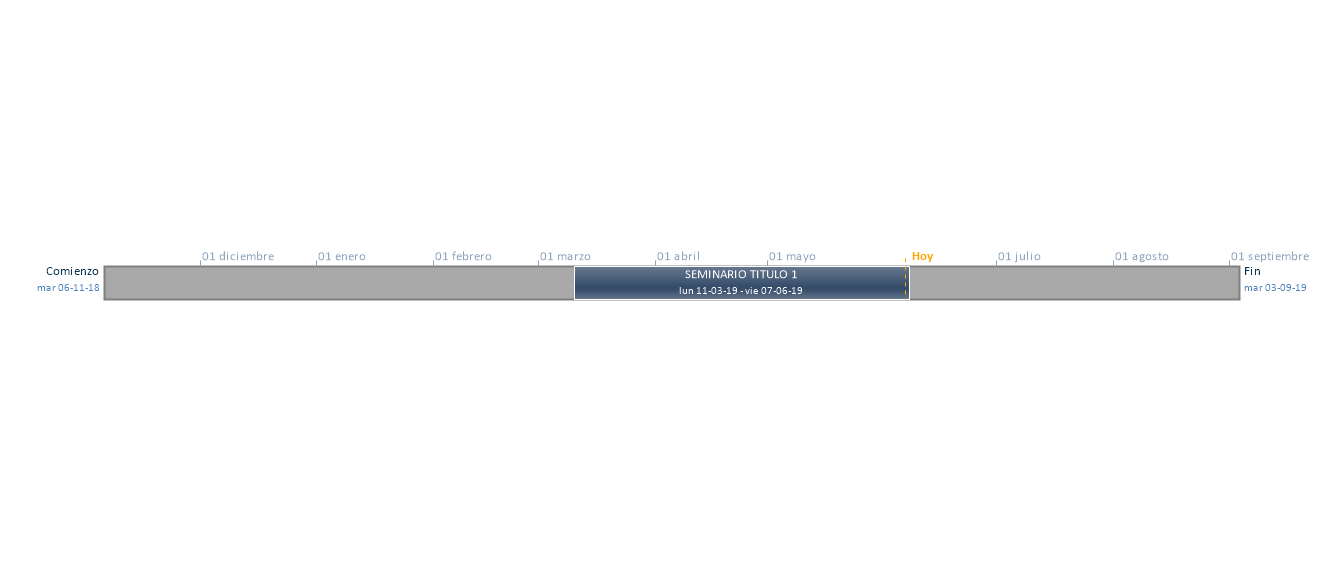 01 diciembre
01 enero
01 febrero
01 marzo
01 abril
01 mayo
Hoy
01 julio
01 agosto
01 septiembre
Comienzo
mar 06-11-18
SEMINARIO TITULO 1
lun 11-03-19 - vie 07-06-19
Fin
mar 03-09-19